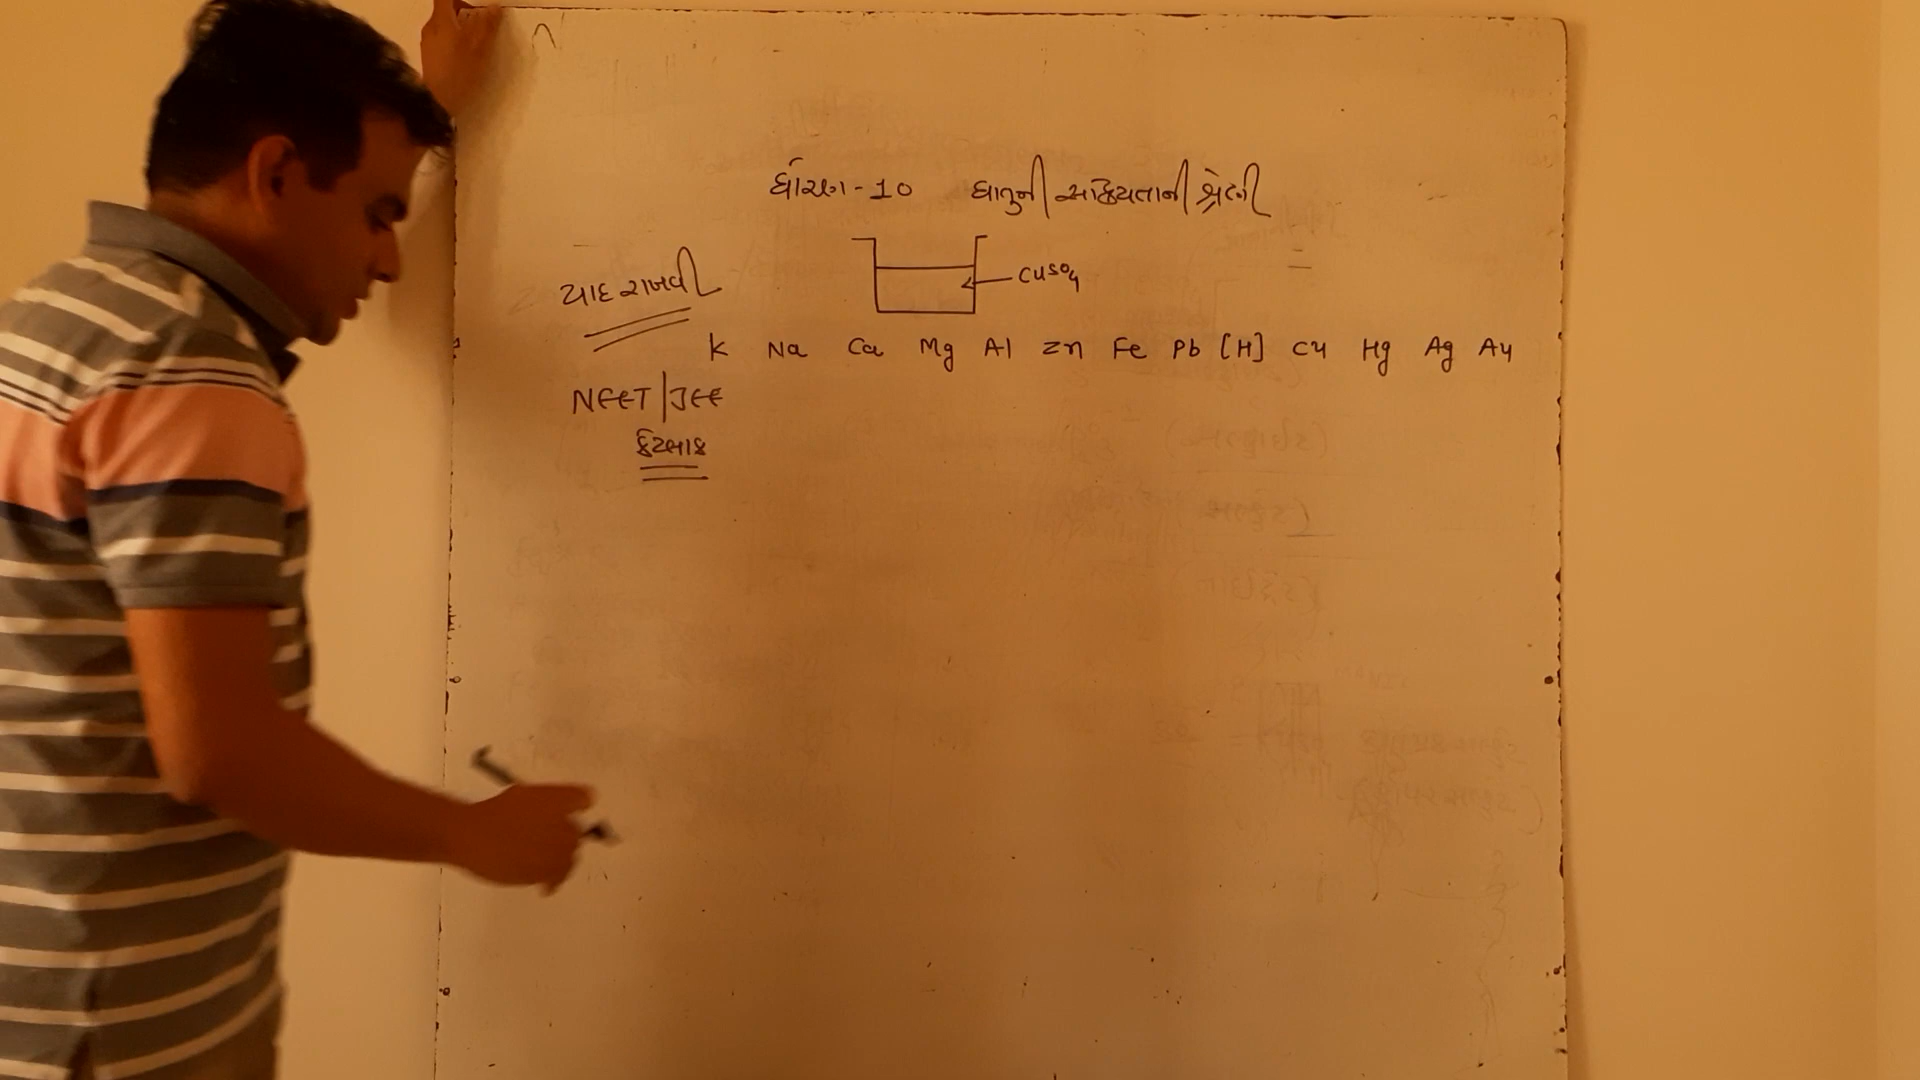 ધોરણ-10 ધાતુની સક્રિયતાની શ્રેણી
યાદ રાખવી
CuSO4
K Na Ca Mg Al Zn Fe Pb [H] Cu Hg Ag Au
NEET/JEE